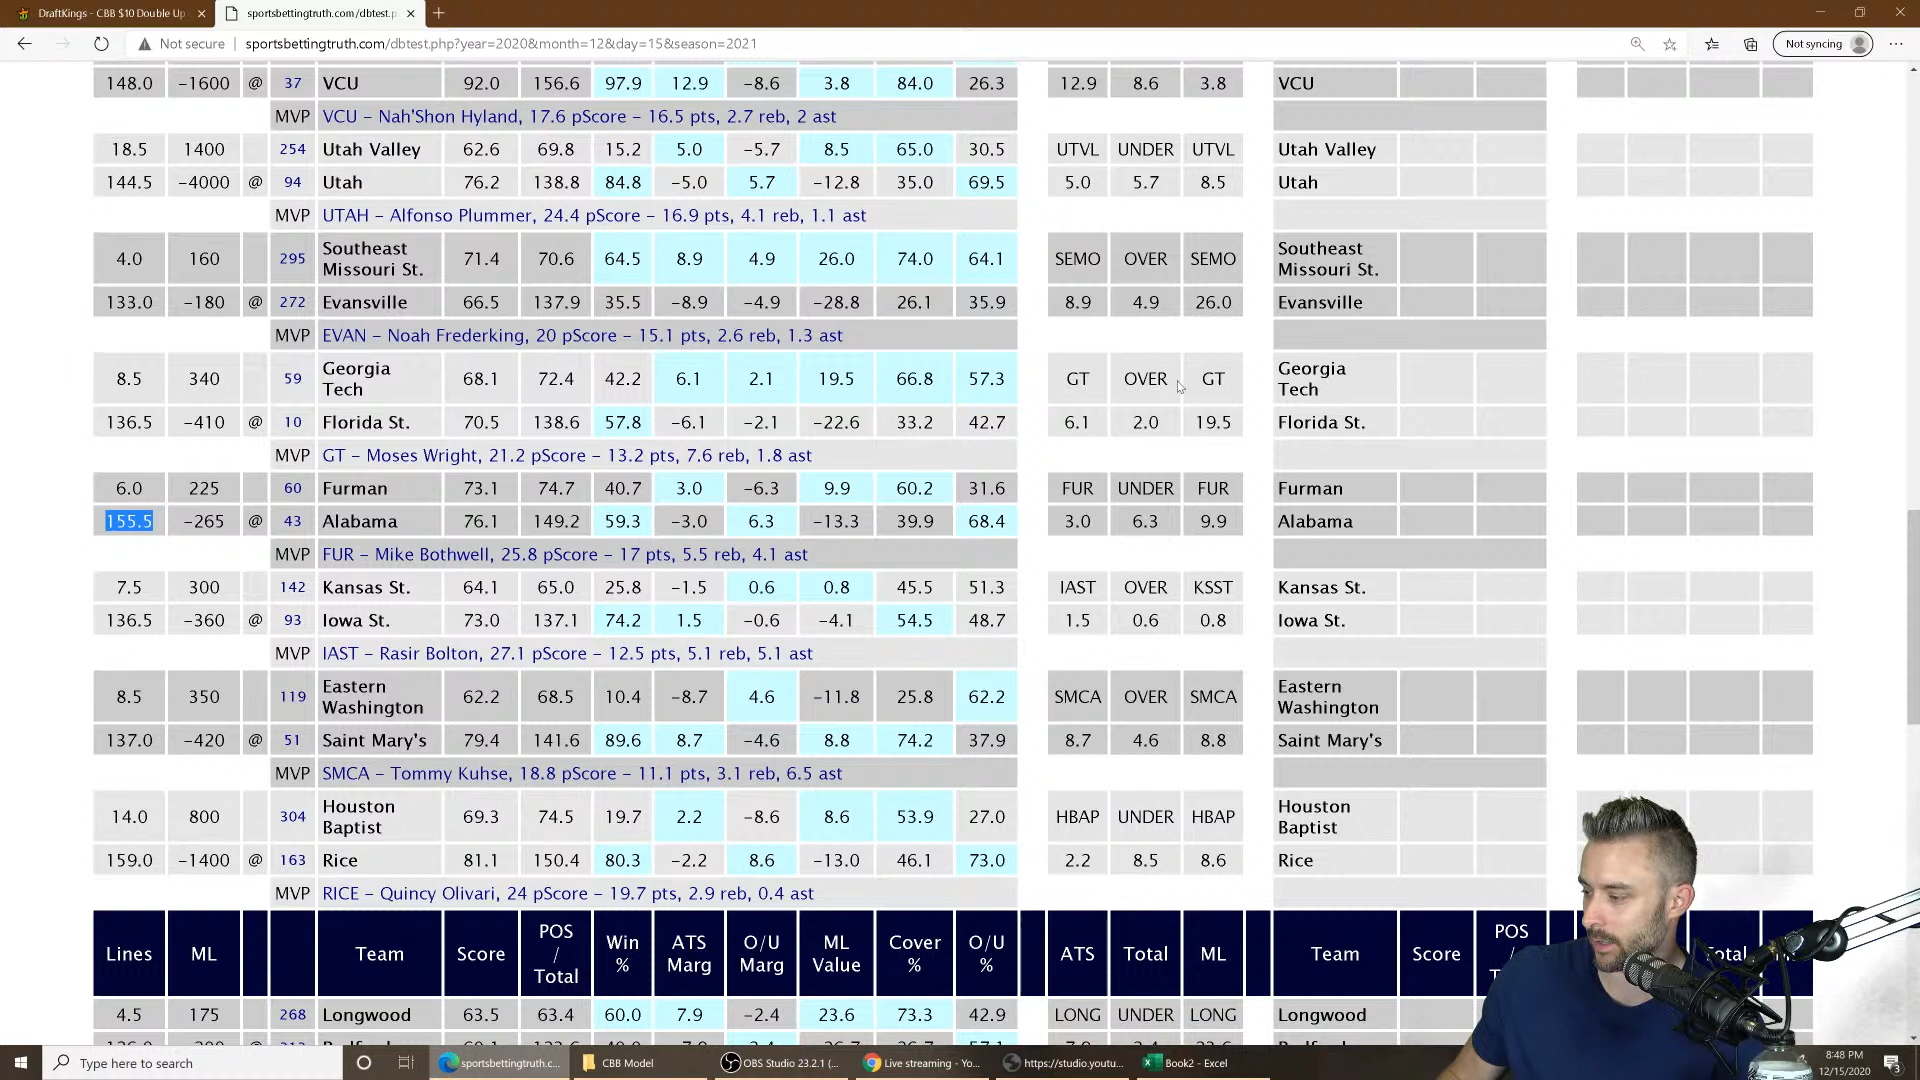 DraftKings - CBB $10 Double Up
sportsbettingtruth.com/dbtest.p
Not secure | sportsbettingtruth.com/dbtest.php?year=2020&month=12&day=15&season=2021
Not syncing
148.0 −1600 @ 37 VCU 92.0 156.6 97.9 12.9 −8.6 3.8 84.0 26.3 12.9 8.6 3.8 VCU
MVP VCU − Nah'Shon Hyland, 17.6 pScore − 16.5 pts, 2.7 reb, 2 ast
18.5 1400 254 Utah Valley 62.6 69.8 15.2 5.0 −5.7 8.5 65.0 30.5 UTVL UNDER UTVL Utah Valley
144.5 −4000 @ 94 Utah 76.2 138.8 84.8 −5.0 5.7 −12.8 35.0 69.5 5.0 5.7 8.5 Utah
MVP UTAH − Alfonso Plummer, 24.4 pScore − 16.9 pts, 4.1 reb, 1.1 ast
4.0 160 295 Southeast Missouri St. 71.4 70.6 64.5 8.9 4.9 26.0 74.0 64.1 SEMO OVER SEMO Southeast Missouri St.
133.0 −180 @ 272 Evansville 66.5 137.9 35.5 −8.9 −4.9 −28.8 26.1 35.9 8.9 4.9 26.0 Evansville
MVP EVAN − Noah Frederking, 20 pScore − 15.1 pts, 2.6 reb, 1.3 ast
8.5 340 59 Georgia Tech 68.1 72.4 42.2 6.1 2.1 19.5 66.8 57.3 GT OVER GT Georgia Tech
136.5 −410 @ 10 Florida St. 70.5 138.6 57.8 −6.1 −2.1 −22.6 33.2 42.7 6.1 2.0 19.5 Florida St.
MVP GT − Moses Wright, 21.2 pScore − 13.2 pts, 7.6 reb, 1.8 ast
6.0 225 60 Furman 73.1 74.7 40.7 3.0 −6.3 9.9 60.2 31.6 FUR UNDER FUR Furman
155.5 −265 @ 43 Alabama 76.1 149.2 59.3 −3.0 6.3 −13.3 39.9 68.4 3.0 6.3 9.9 Alabama
MVP FUR − Mike Bothwell, 25.8 pScore − 17 pts, 5.5 reb, 4.1 ast
7.5 300 142 Kansas St. 64.1 65.0 25.8 −1.5 0.6 0.8 45.5 51.3 IAST OVER KSST Kansas St.
136.5 −360 @ 93 Iowa St. 73.0 137.1 74.2 1.5 −0.6 −4.1 54.5 48.7 1.5 0.6 0.8 Iowa St.
MVP IAST − Rasir Bolton, 27.1 pScore − 12.5 pts, 5.1 reb, 5.1 ast
8.5 350 119 Eastern Washington 62.2 68.5 10.4 −8.7 4.6 −11.8 25.8 62.2 SMCA OVER SMCA Eastern Washington
137.0 −420 @ 51 Saint Mary's 79.4 141.6 89.6 8.7 −4.6 8.8 74.2 37.9 8.7 4.6 8.8 Saint Mary's
MVP SMCA − Tommy Kuhse, 18.8 pScore − 11.1 pts, 3.1 reb, 6.5 ast
14.0 800 304 Houston Baptist 69.3 74.5 19.7 2.2 −8.6 8.6 53.9 27.0 HBAP UNDER HBAP Houston Baptist
159.0 −1400 @ 163 Rice 81.1 150.4 80.3 −2.2 8.6 −13.0 46.1 73.0 2.2 8.5 8.6 Rice
MVP RICE − Quincy Olivari, 24 pScore − 19.7 pts, 2.9 reb, 0.4 ast
Lines ML Team Score POS / Total Win % ATS Marg O/U Marg ML Value Cover % O/U % ATS Total ML Team Score POS
4.5 175 268 Longwood 63.5 63.4 60.0 7.9 −2.4 23.6 73.3 42.9 LONG UNDER LONG Longwood
Type here to search
sportsbettingtruth.c...
CBB Model
OBS Studio 23.2.1 (...
Live streaming - Yo...
https://studio.youtu...
Book2 - Excel
8:48 PM
12/15/2020